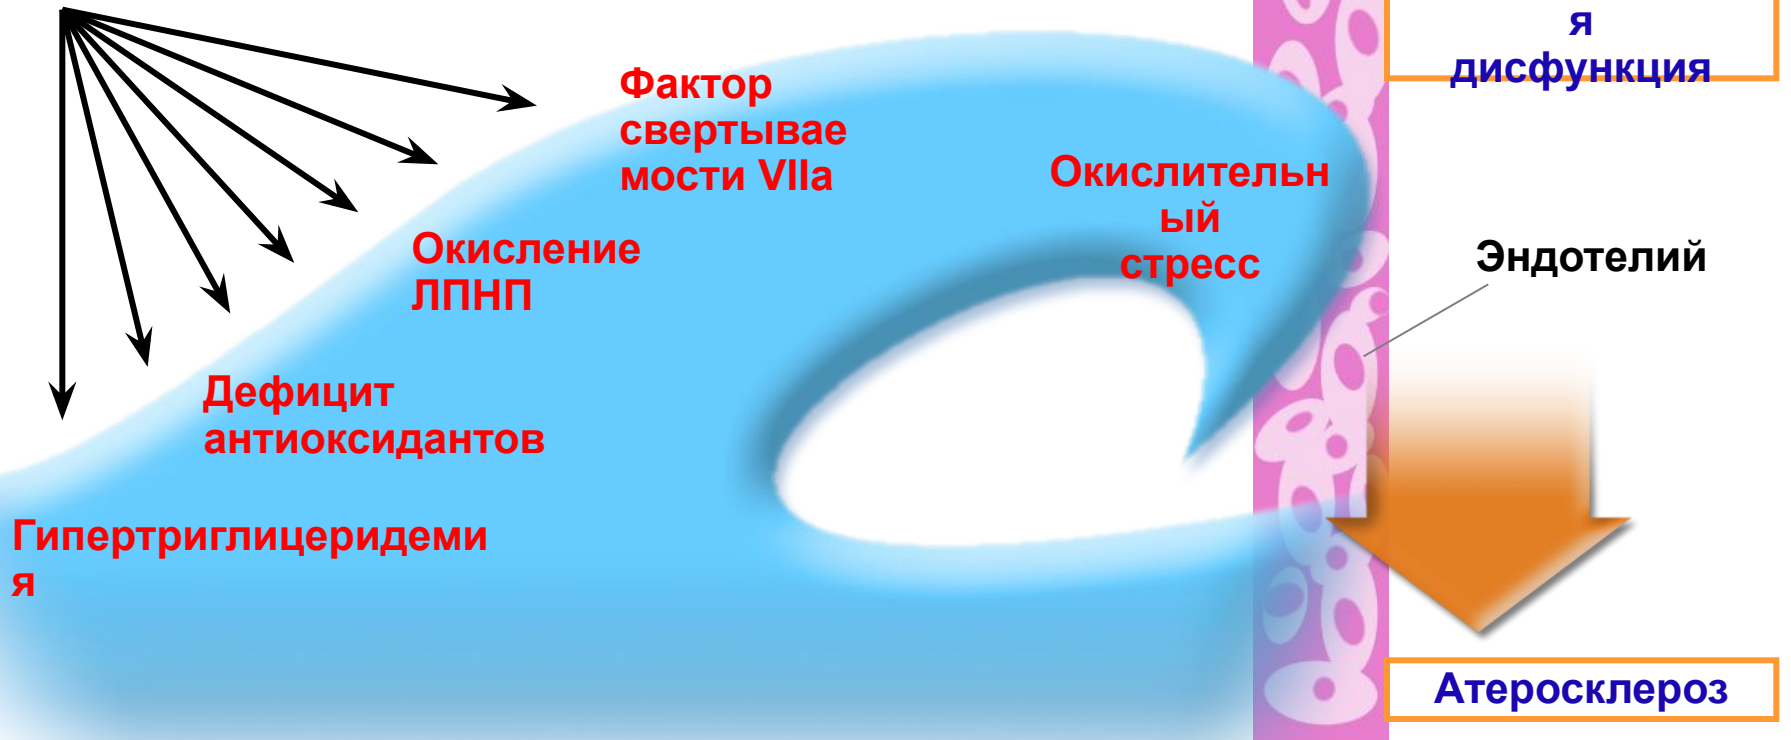 я
дисфункция
Фактор
свертывае
мости VIIa
Окислительн
ый
стресс
Окисление
ЛПНП
Эндотелий
Дефицит
антиоксидантов
Гипертриглицеридеми
я
Атеросклероз